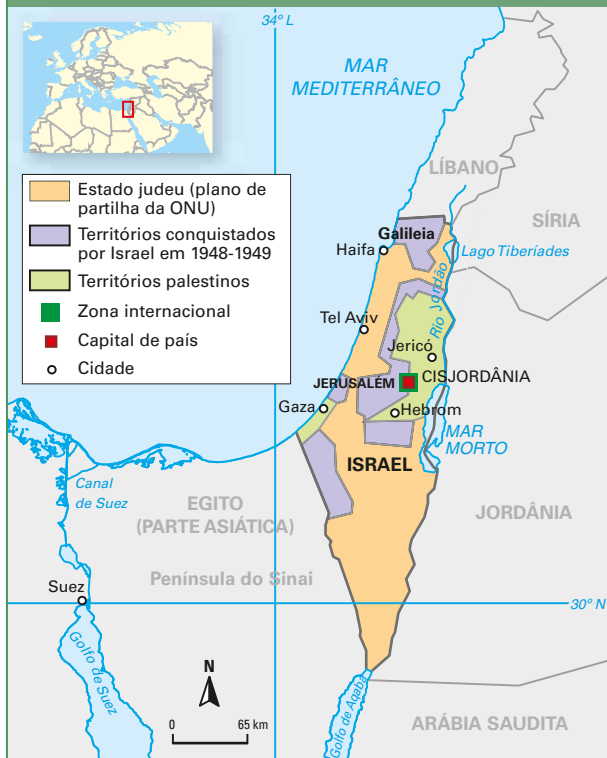 34º L
MAR
MEDITERRÂNEO
LÍBANO
SÍRIA
Estado judeu (plano de
partilha da ONU)
Territórios conquistados
por Israel em 1948-1949
Territórios palestinos
Zona internacional
Capital de país
Cidade
Galileia
Haifa
Lago Tiberíades
Rio Jordão
Tel Aviv
Jericó
JERUSALÉM
CISJORDÂNIA
Gaza
Hebrom
MAR
MORTO
ISRAEL
Canal
de Suez
EGITO
(PARTE ASIÁTICA)
JORDÂNIA
Península do Sinai
Suez
30º N
Golfo de Suez
N
0 65 km
Golfo de Aqaba
ARÁBIA SAUDITA